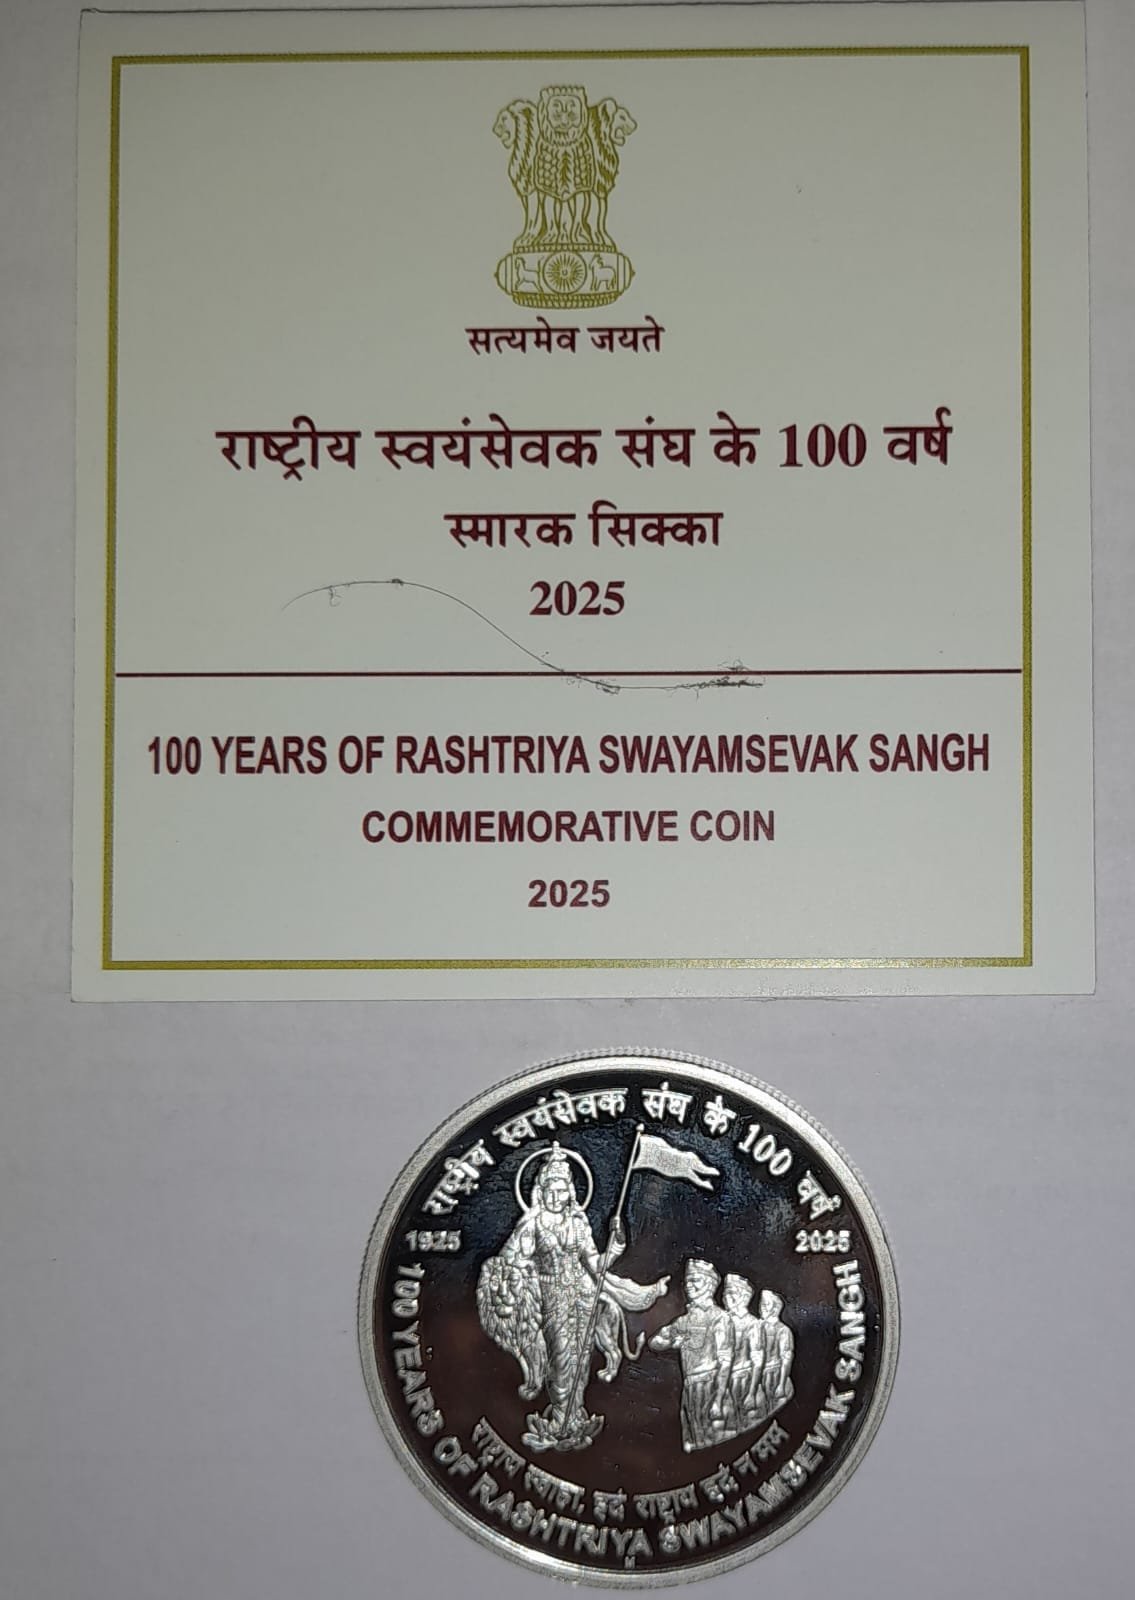 सत्यमेव जयते
राष्ट्रीय स्वयंसेवक संघ के 100 वर्ष
स्मारक सिक्का
2025
100 YEARS OF RASHTRIYA SWAYAMSEVAK SANGH
COMMEMORATIVE COIN
2025
राष्ट्रीय स्वयंसेवक संघ के 100 वर्ष
1925
2025
राष्ट्राय स्वाहा, इदं राष्ट्राय इदं न मम
100 YEARS OF RASHTRIYA SWAYAMSEVAK SANGH
M